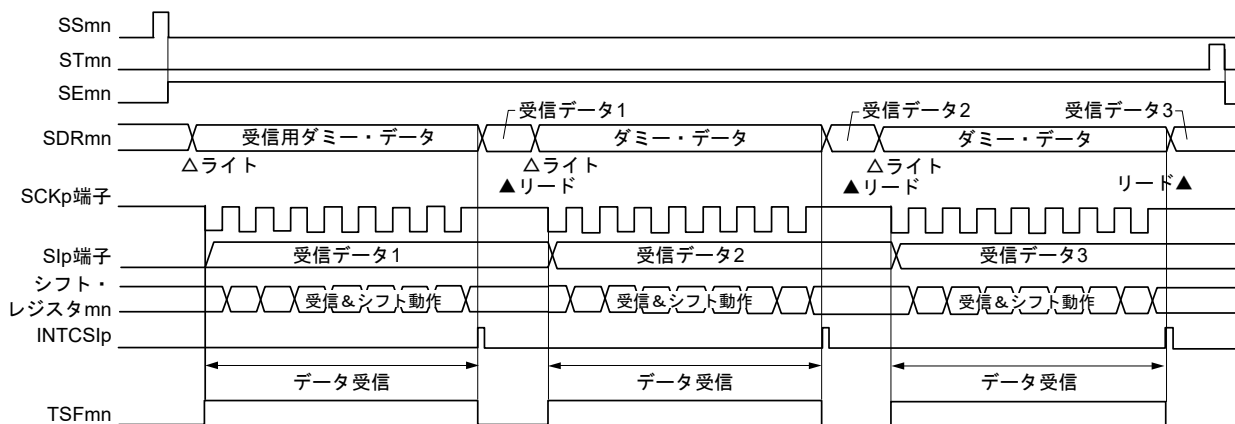 SSmn
STmn
SEmn
受信データ1
受信データ2
受信データ3
SDRmn
受信用ダミー・データ
ダミー・データ
ダミー・データ
△ライト
△ライト
△ライト
▲リード
▲リード
リード▲
SCKp端子
SIp端子
受信データ1
受信データ2
受信データ3
シフト・
レジスタmn
受信&シフト動作
受信&シフト動作
受信&シフト動作
INTCSIp
データ受信
データ受信
データ受信
TSFmn